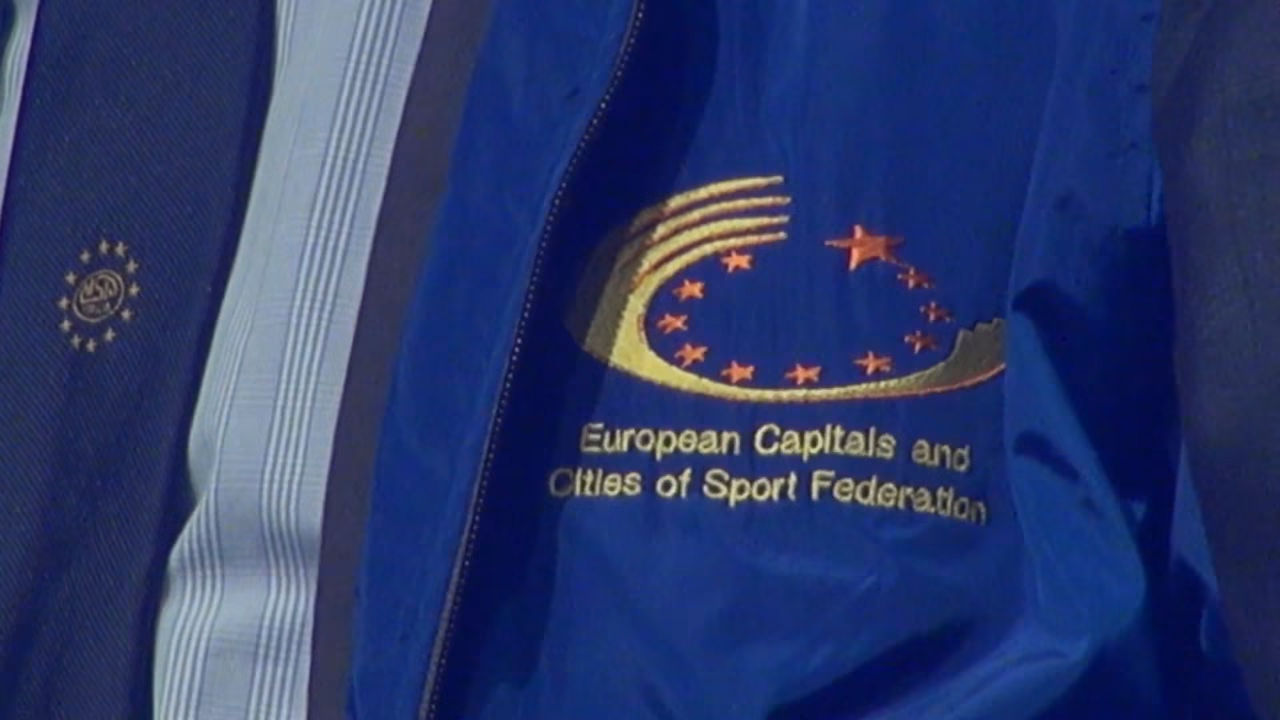 European Capitals and
Cities of Sport Federation